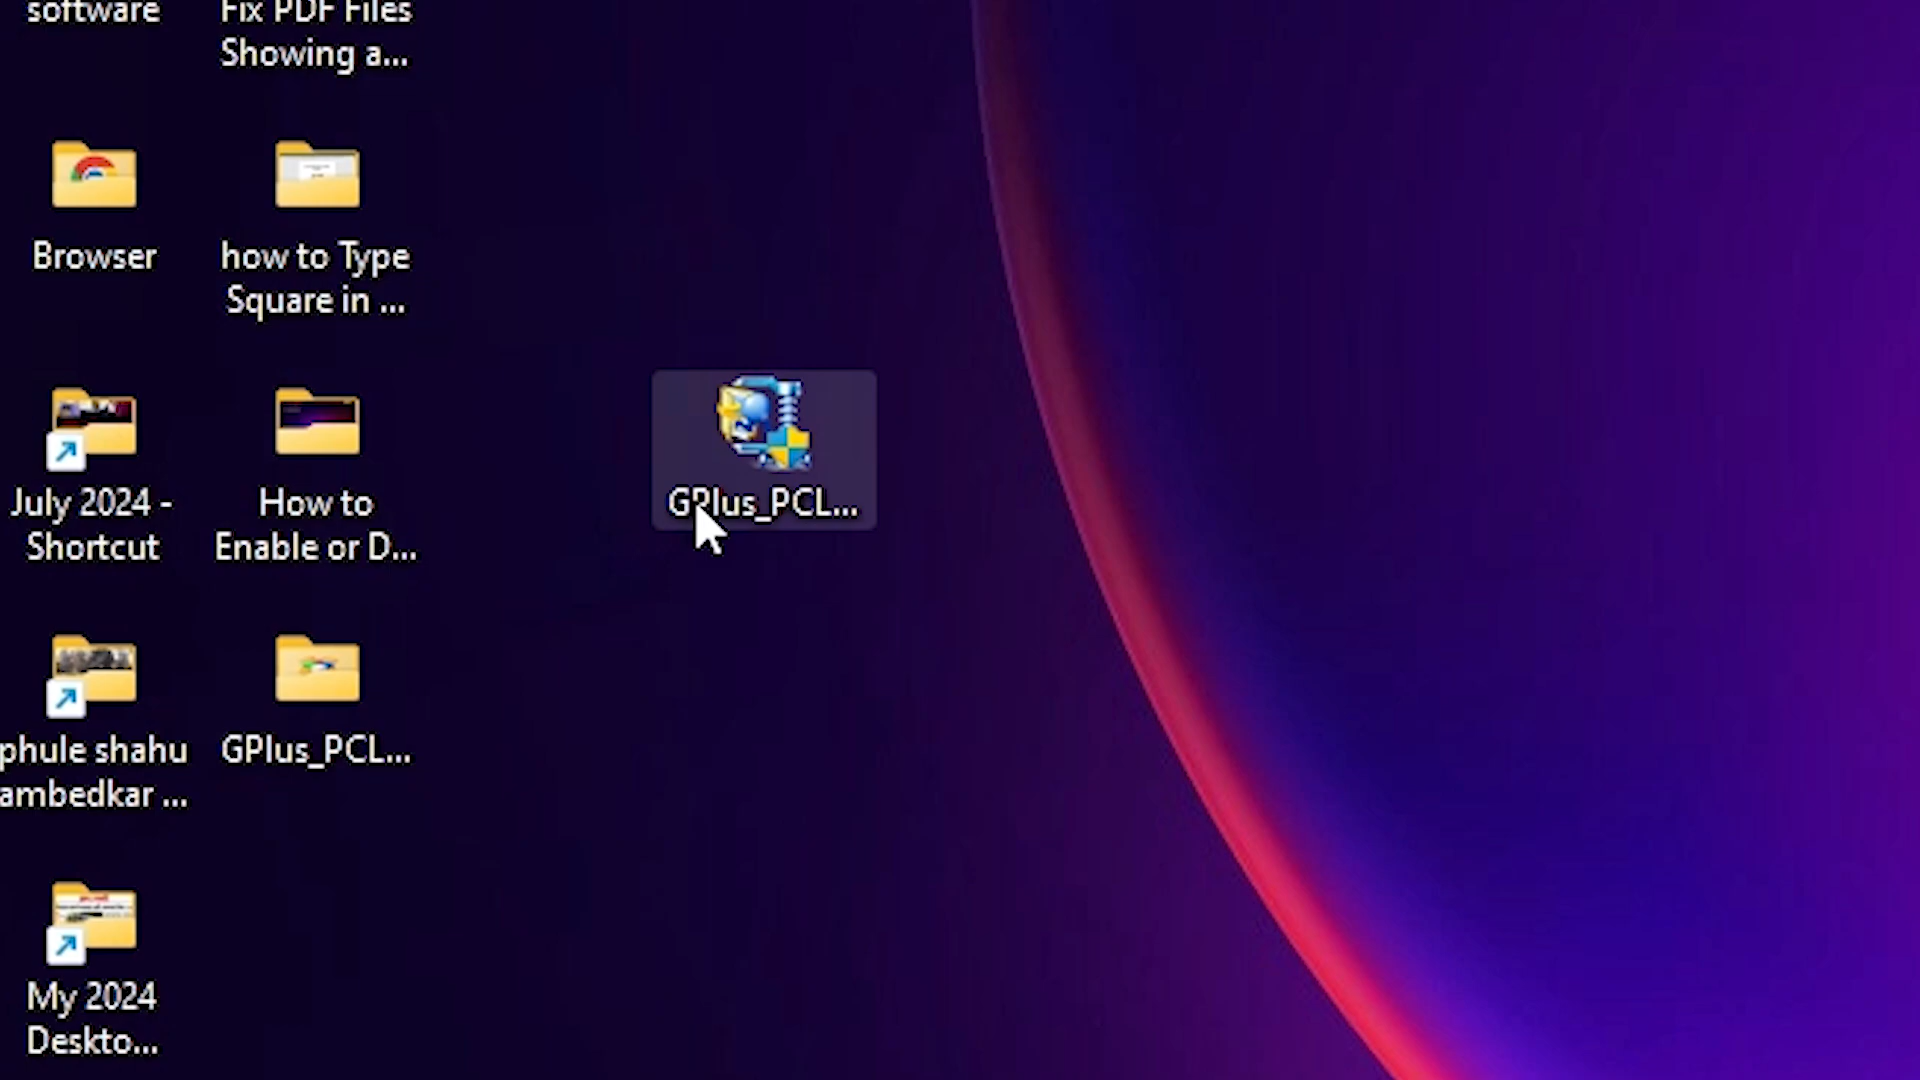 software
Fix PDF Files
Showing a...
Browser
how to Type
Square in ...
July 2024 -
Shortcut
How to
Enable or D...
GPlus_PCL...
phule shahu
ambedkar ...
GPlus_PCL...
My 2024
Deskto...